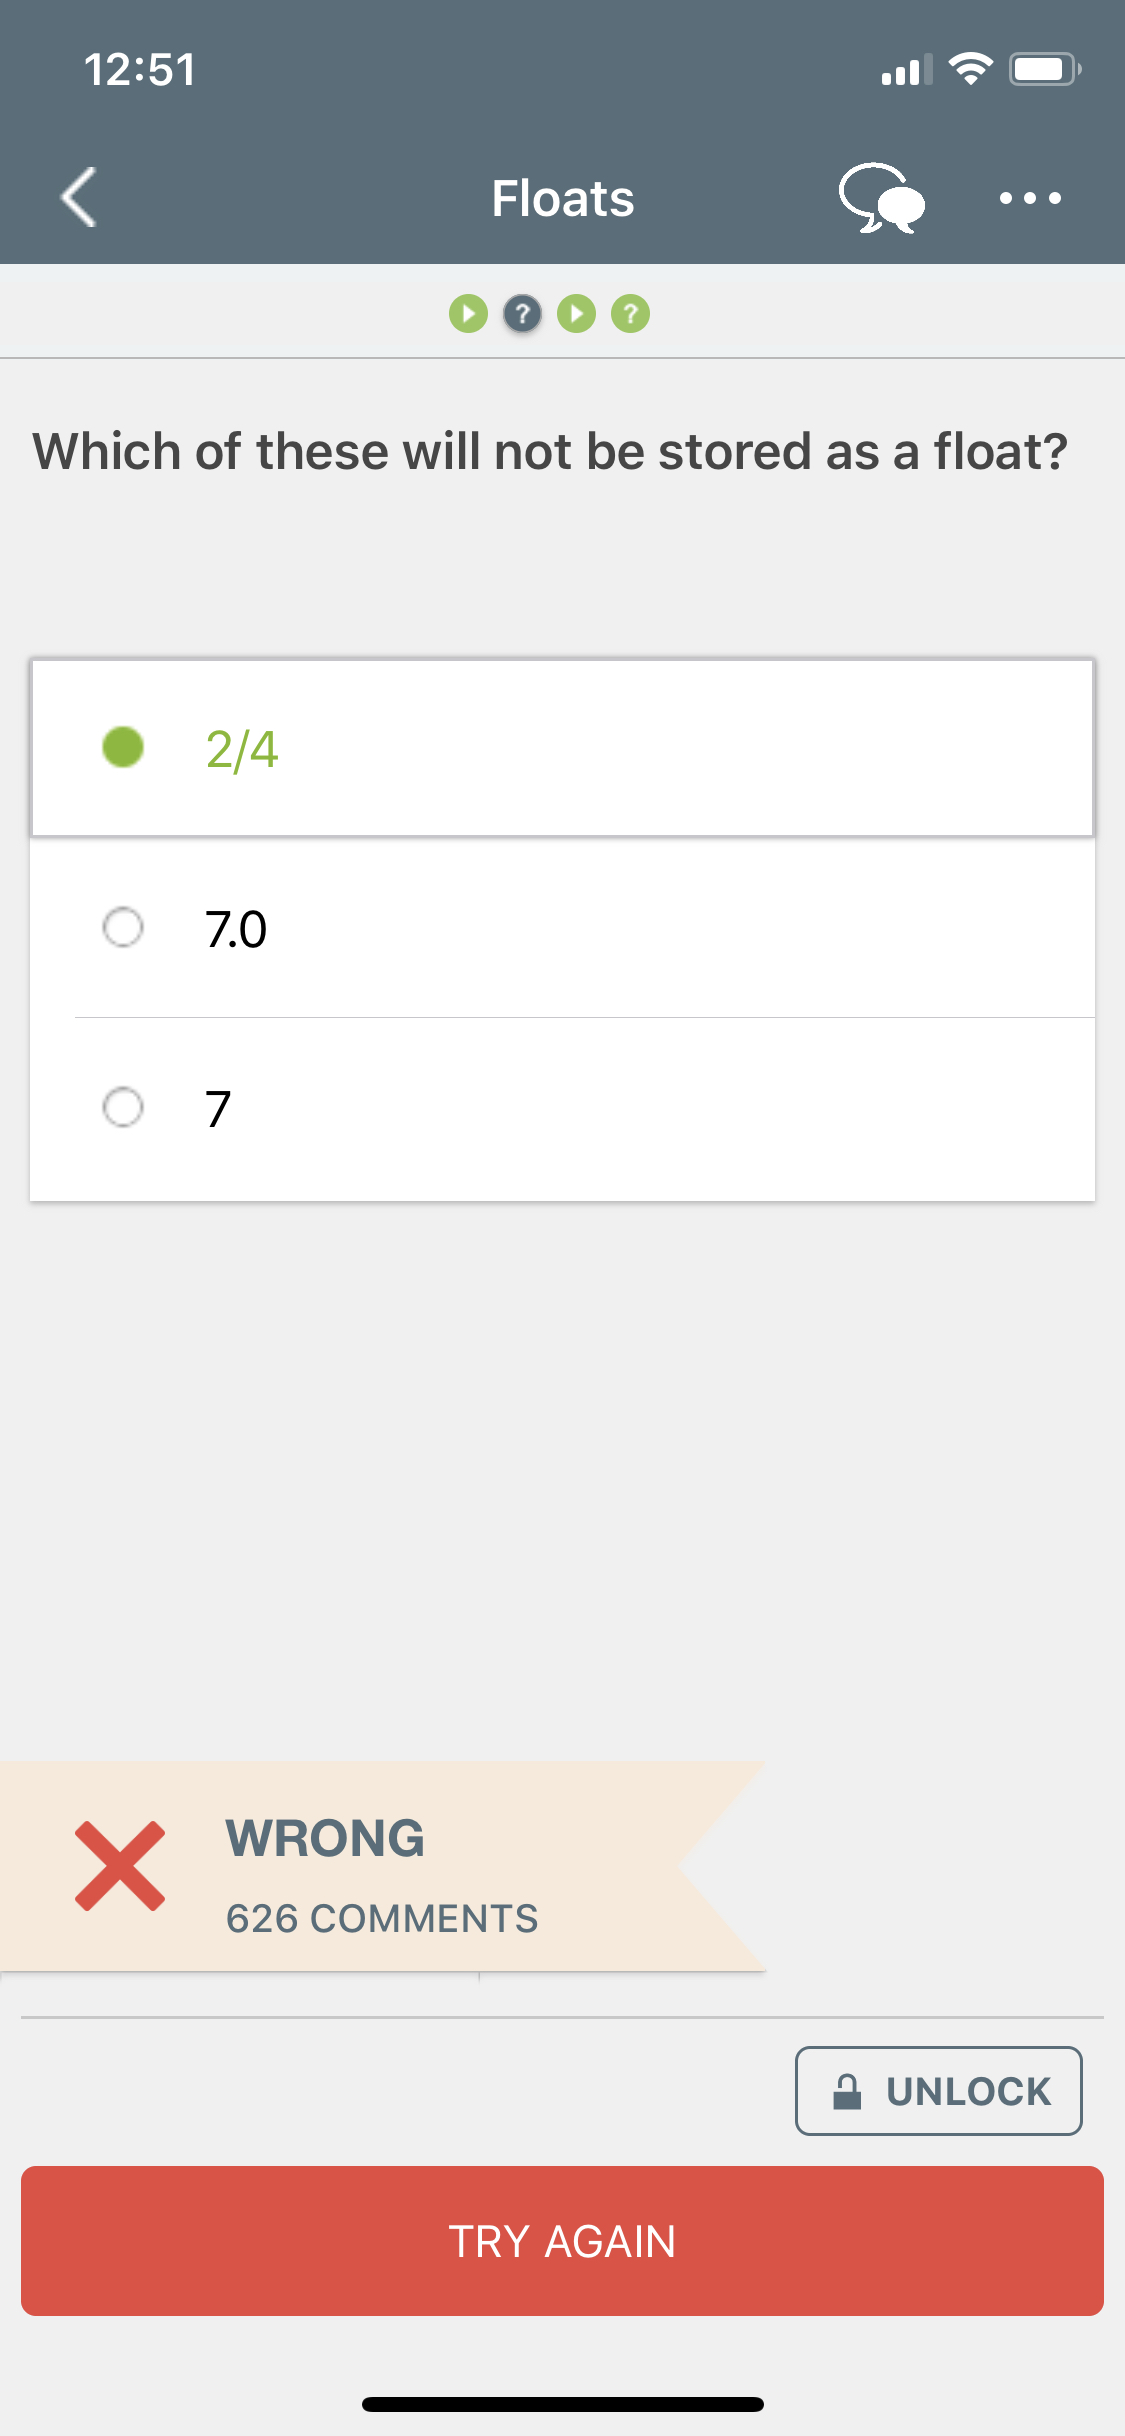 12:51
Floats
Which of these will not be stored as a float?
2/4
7.0
7
WRONG
626 COMMENTS
UNLOCK
TRY AGAIN